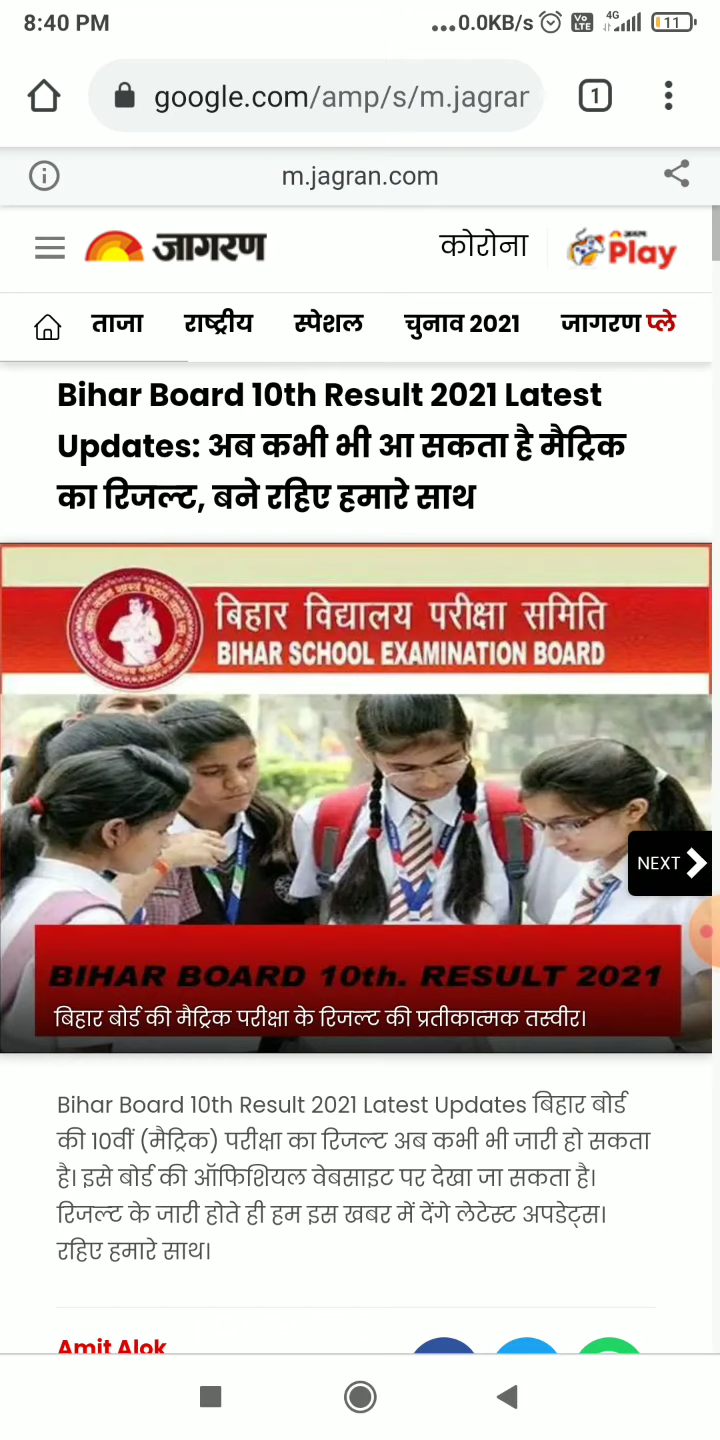 8:40 PM
...0.0KB/s Vo LTE 4G 11
google.com/amp/s/m.jagrar
1
m.jagran.com
जागरण
कोरोना
Play
ताजा राष्ट्रीय स्पेशल चुनाव 2021 जागरण प्ले
Bihar Board 10th Result 2021 Latest
Updates: अब कभी भी आ सकता है मैट्रिक
का रिजल्ट, बने रहिए हमारे साथ
बिहार विद्यालय परीक्षा समिति
BIHAR SCHOOL EXAMINATION BOARD
NEXT
BIHAR BOARD 10th. RESULT 2021
बिहार बोर्ड की मैट्रिक परीक्षा के रिजल्ट की प्रतीकात्मक तस्वीर।
Bihar Board 10th Result 2021 Latest Updates बिहार बोर्ड
की 10वीं (मैट्रिक) परीक्षा का रिजल्ट अब कभी भी जारी हो सकता
है। इसे बोर्ड की ऑफिशियल वेबसाइट पर देखा जा सकता है।
रिजल्ट के जारी होते ही हम इस खबर में देंगे लेटेस्ट अपडेट्स।
रहिए हमारे साथ।
Amit Alok